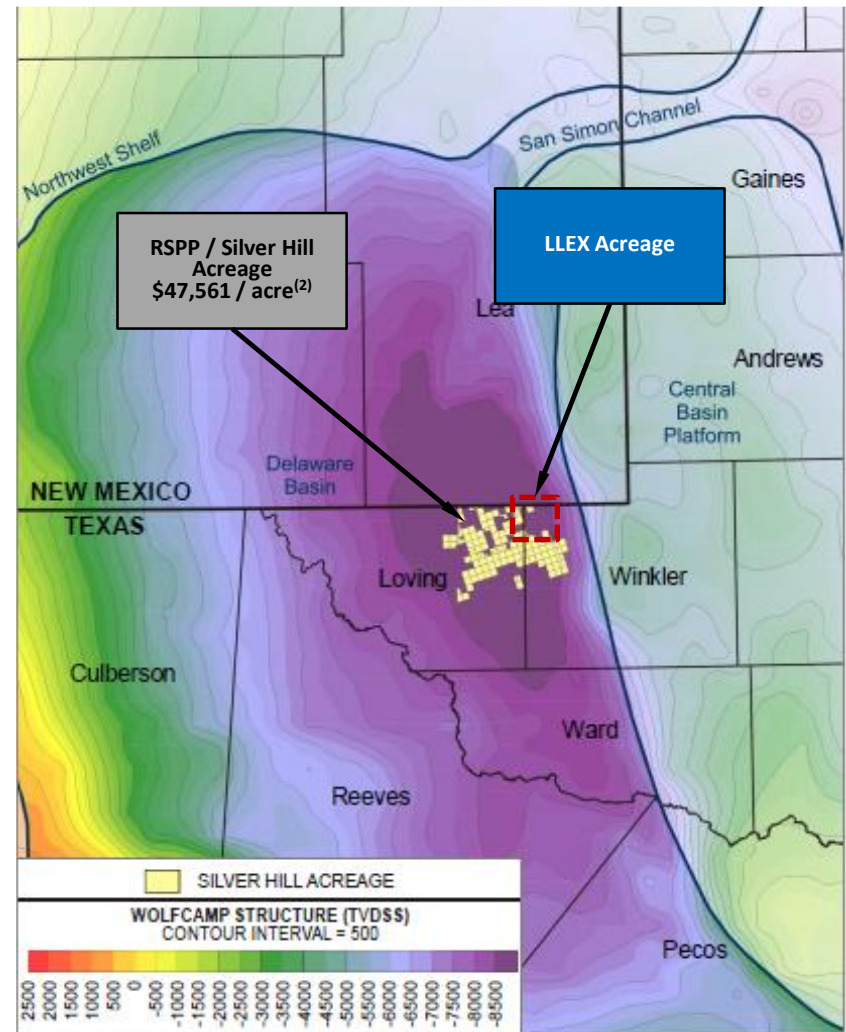 San Simon Channel
Northwest Shelf
Gaines
RSPP / Silver Hill
Acreage
$47,561 / acre(2)
LLEX Acreage
Lea
Andrews
Central
Basin
Platform
Delaware
Basin
NEW MEXICO
TEXAS
Loving
Winkler
Culberson
Ward
Reeves
SILVER HILL ACREAGE
WOLFCAMP STRUCTURE (TVDSS)
CONTOUR INTERVAL = 500
Pecos
2500
2000
1500
1000
500
0
-500
-1000
-1500
-2000
-2500
-3000
-3500
-4000
-4500
-5000
-5500
-6000
-6500
-7000
-7500
-8000
-8500